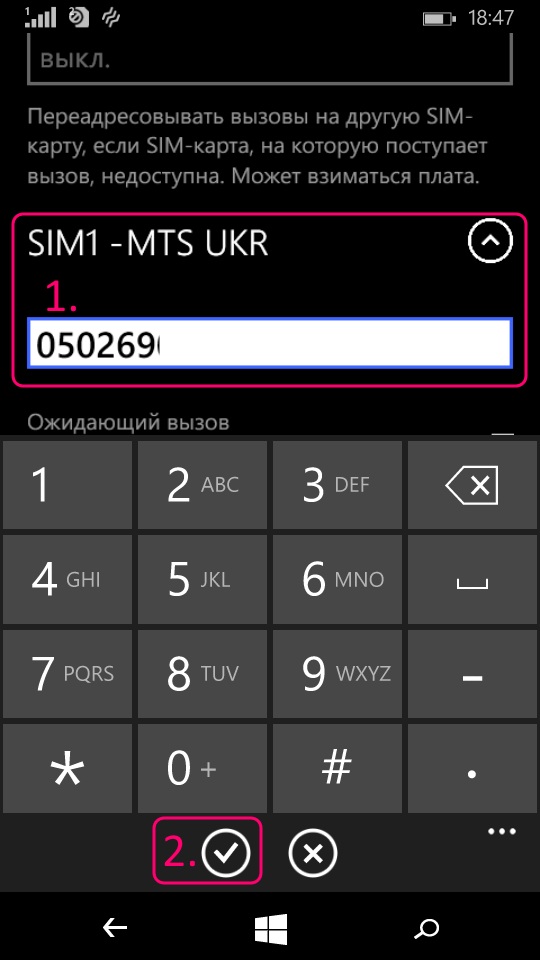 1
18:47
выкл.
Переадресовывать вызовы на другую SIM-
карту, если SIM-карта, на которую поступает
вызов, недоступна. Может взиматься плата.
SIM1 -MTS UKR
1.
050269
Ожидающий вызов
1
2 ABC
3 DEF
4 GHI
5 JKL
6 MNO
7 PQRS
8 TUV
9 WXYZ
-
*
0 +
#
.
2.
...